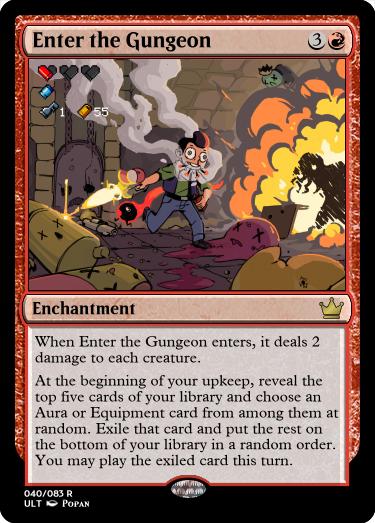 Enter the Gungeon 3
1 55
Enchantment
When Enter the Gungeon enters, it deals 2
damage to each creature.
At the beginning of your upkeep, reveal the
top five cards of your library and choose an
Aura or Equipment card from among them at
random. Exile that card and put the rest on
the bottom of your library in a random order.
You may play the exiled card this turn.
040/083 R
ULT Popan